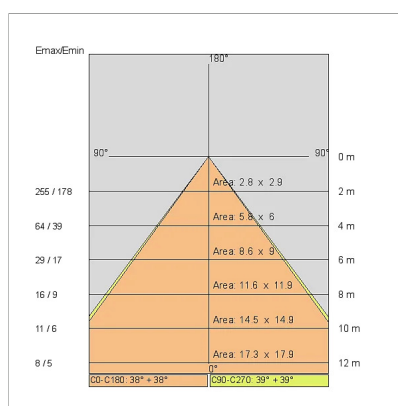 Emax/Emin
180°
90° 90° 0 m
Area: 2.8 x 2.9
255 / 178 2 m
Area: 5.8 x 6
64 / 39 4 m
Area: 8.6 x 9
29 / 17 6 m
Area: 11.6 x 11.9
16 / 9 8 m
Area: 14.5 x 14.9
11 / 6 10 m
Area: 17.3 x 17.9
8 / 5 12 m
0°
C0-C180: 38° + 38° C90-C270: 39° + 39°